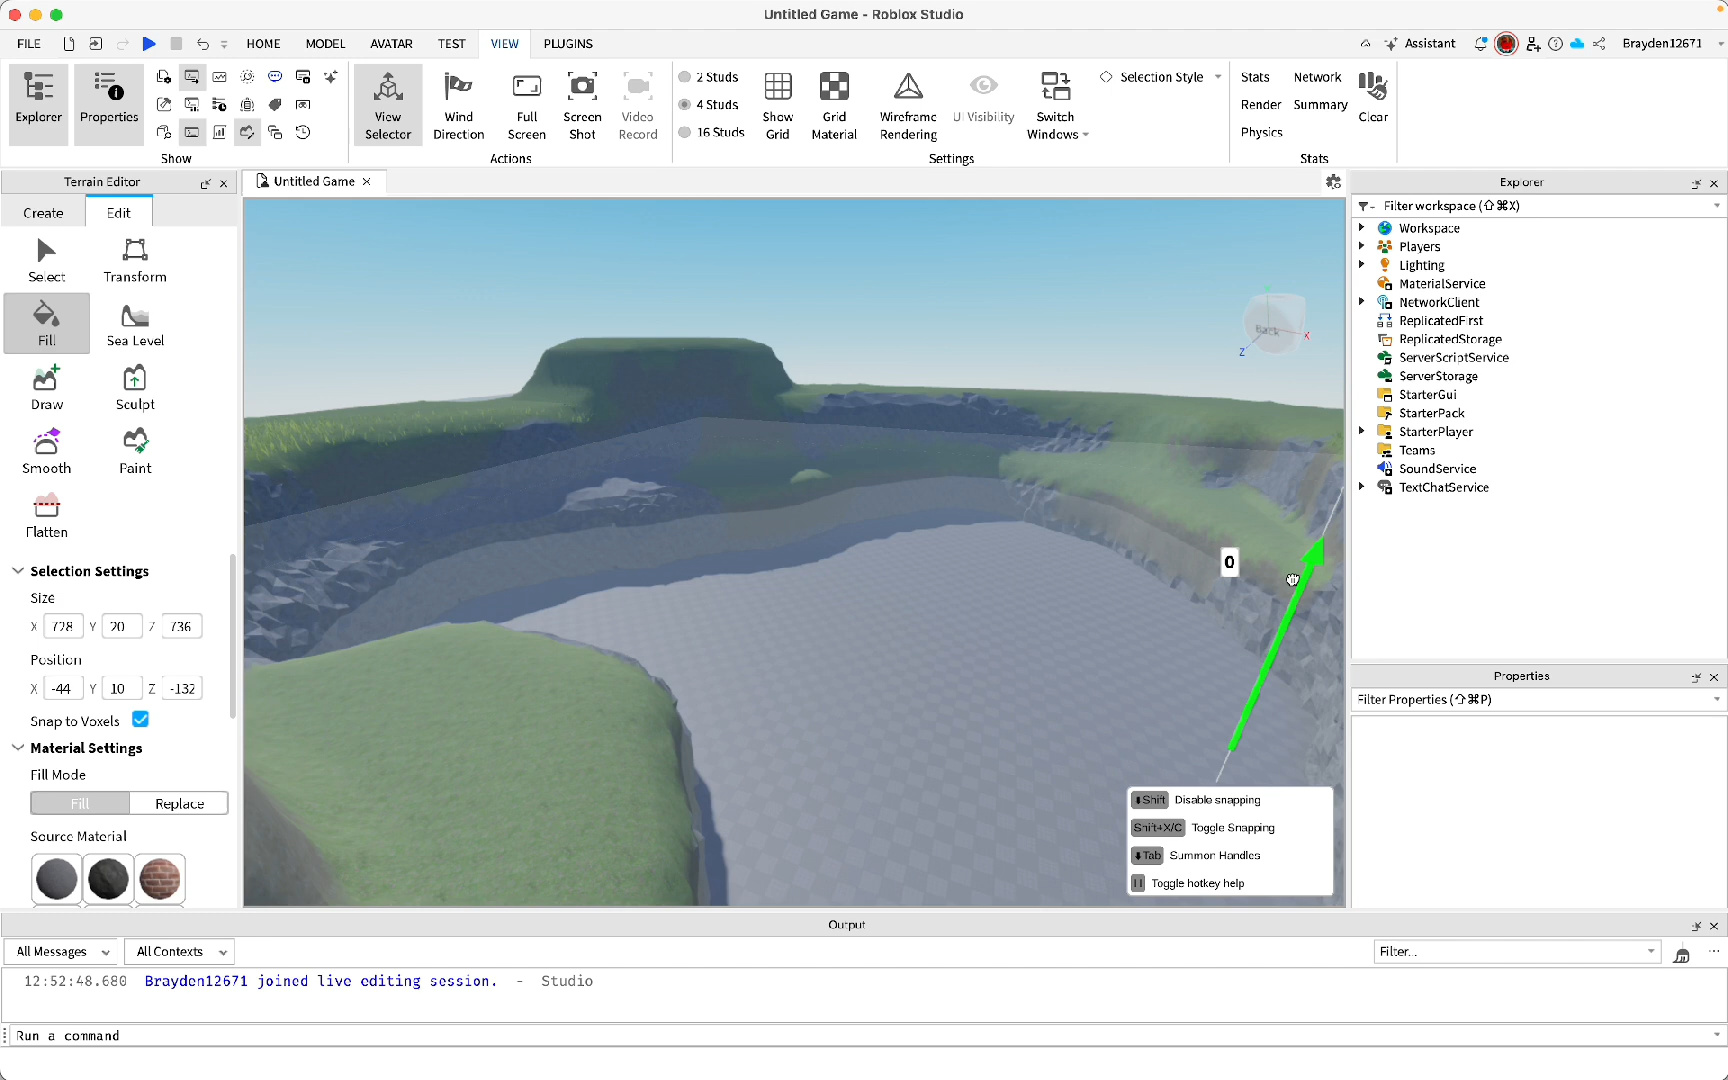 Untitled Game - Roblox Studio
FILE
HOME
MODEL
AVATAR
TEST
VIEW
PLUGINS
Assistant
Brayden12671
Explorer
Properties
Show
View Selector
Wind Direction
Full Screen
Screen Shot
Video Record
Actions
2 Studs
4 Studs
16 Studs
Show Grid
Grid Material
Wireframe Rendering
UI Visibility
Switch Windows
Selection Style
Settings
Stats
Network
Render
Summary
Physics
Clear
Stats
Terrain Editor
Create
Edit
Select
Transform
Fill
Sea Level
Draw
Sculpt
Smooth
Paint
Flatten
Selection Settings
Size
X 728 Y 20 Z 736
Position
X -44 Y 10 Z -132
Snap to Voxels
Material Settings
Fill Mode
Fill
Replace
Source Material
Untitled Game
X
Z
0
Shift Disable snapping
Shift+X/C Toggle Snapping
Tab Summon Handles
H Toggle hotkey help
Explorer
Filter workspace (⇧⌘X)
Workspace
Players
Lighting
MaterialService
NetworkClient
ReplicatedFirst
ReplicatedStorage
ServerScriptService
ServerStorage
StarterGui
StarterPack
StarterPlayer
Teams
SoundService
TextChatService
Properties
Filter Properties (⇧⌘P)
Output
All Messages
All Contexts
Filter...
12:52:48.680 Brayden12671 joined live editing session. - Studio
Run a command